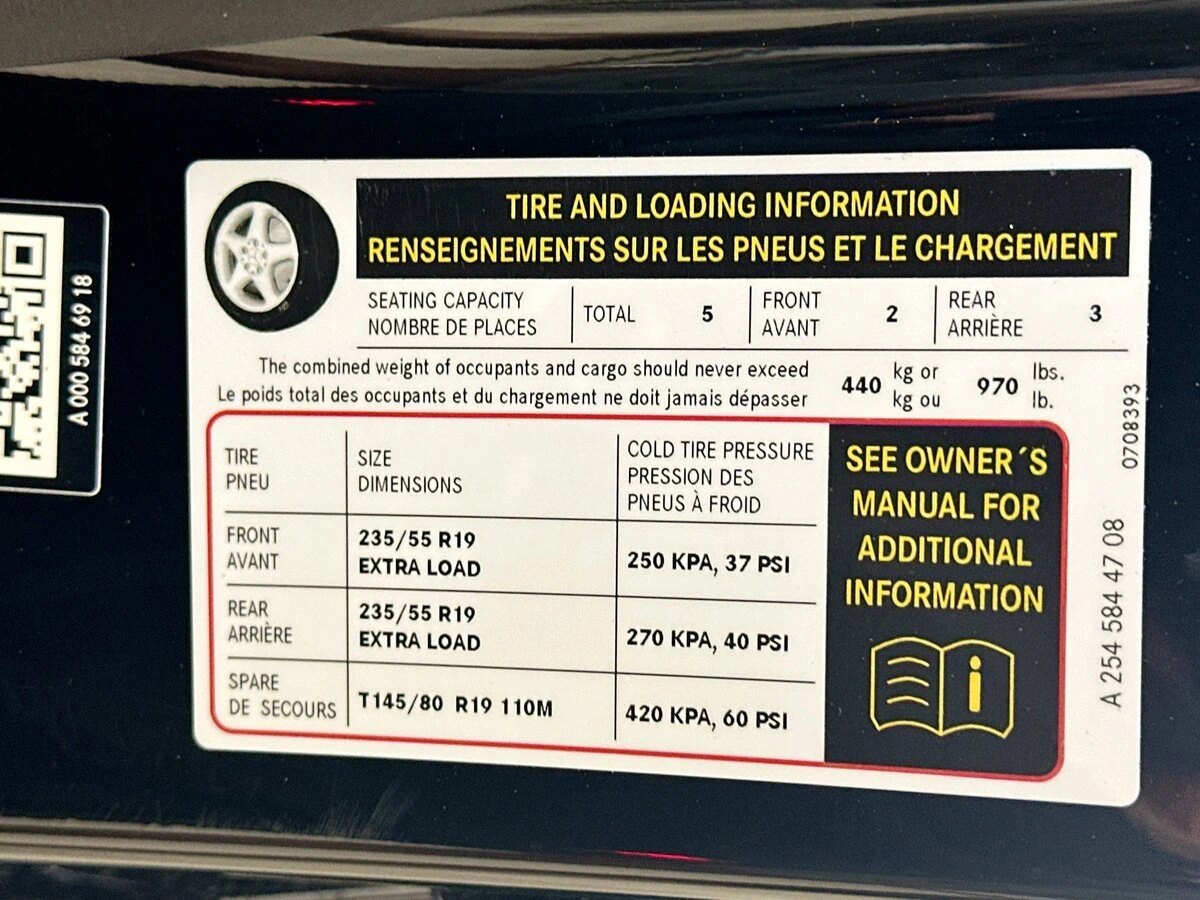 A 000 584 69 18
TIRE AND LOADING INFORMATION
RENSEIGNEMENTS SUR LES PNEUS ET LE CHARGEMENT
SEATING CAPACITY
NOMBRE DE PLACES
TOTAL 5
FRONT
AVANT
2
REAR
ARRIÈRE
3
The combined weight of occupants and cargo should never exceed
Le poids total des occupants et du chargement ne doit jamais dépasser
440
kg or
kg ou
970
lbs.
lb.
TIRE
PNEU
SIZE
DIMENSIONS
COLD TIRE PRESSURE
PRESSION DES
PNEUS À FROID
FRONT
AVANT
235/55 R19
EXTRA LOAD
250 KPA, 37 PSI
REAR
ARRIÈRE
235/55 R19
EXTRA LOAD
270 KPA, 40 PSI
SPARE
DE SECOURS
T145/80 R19 110M
420 KPA, 60 PSI
SEE OWNER´S
MANUAL FOR
ADDITIONAL
INFORMATION
0708393
A 254 584 47 08